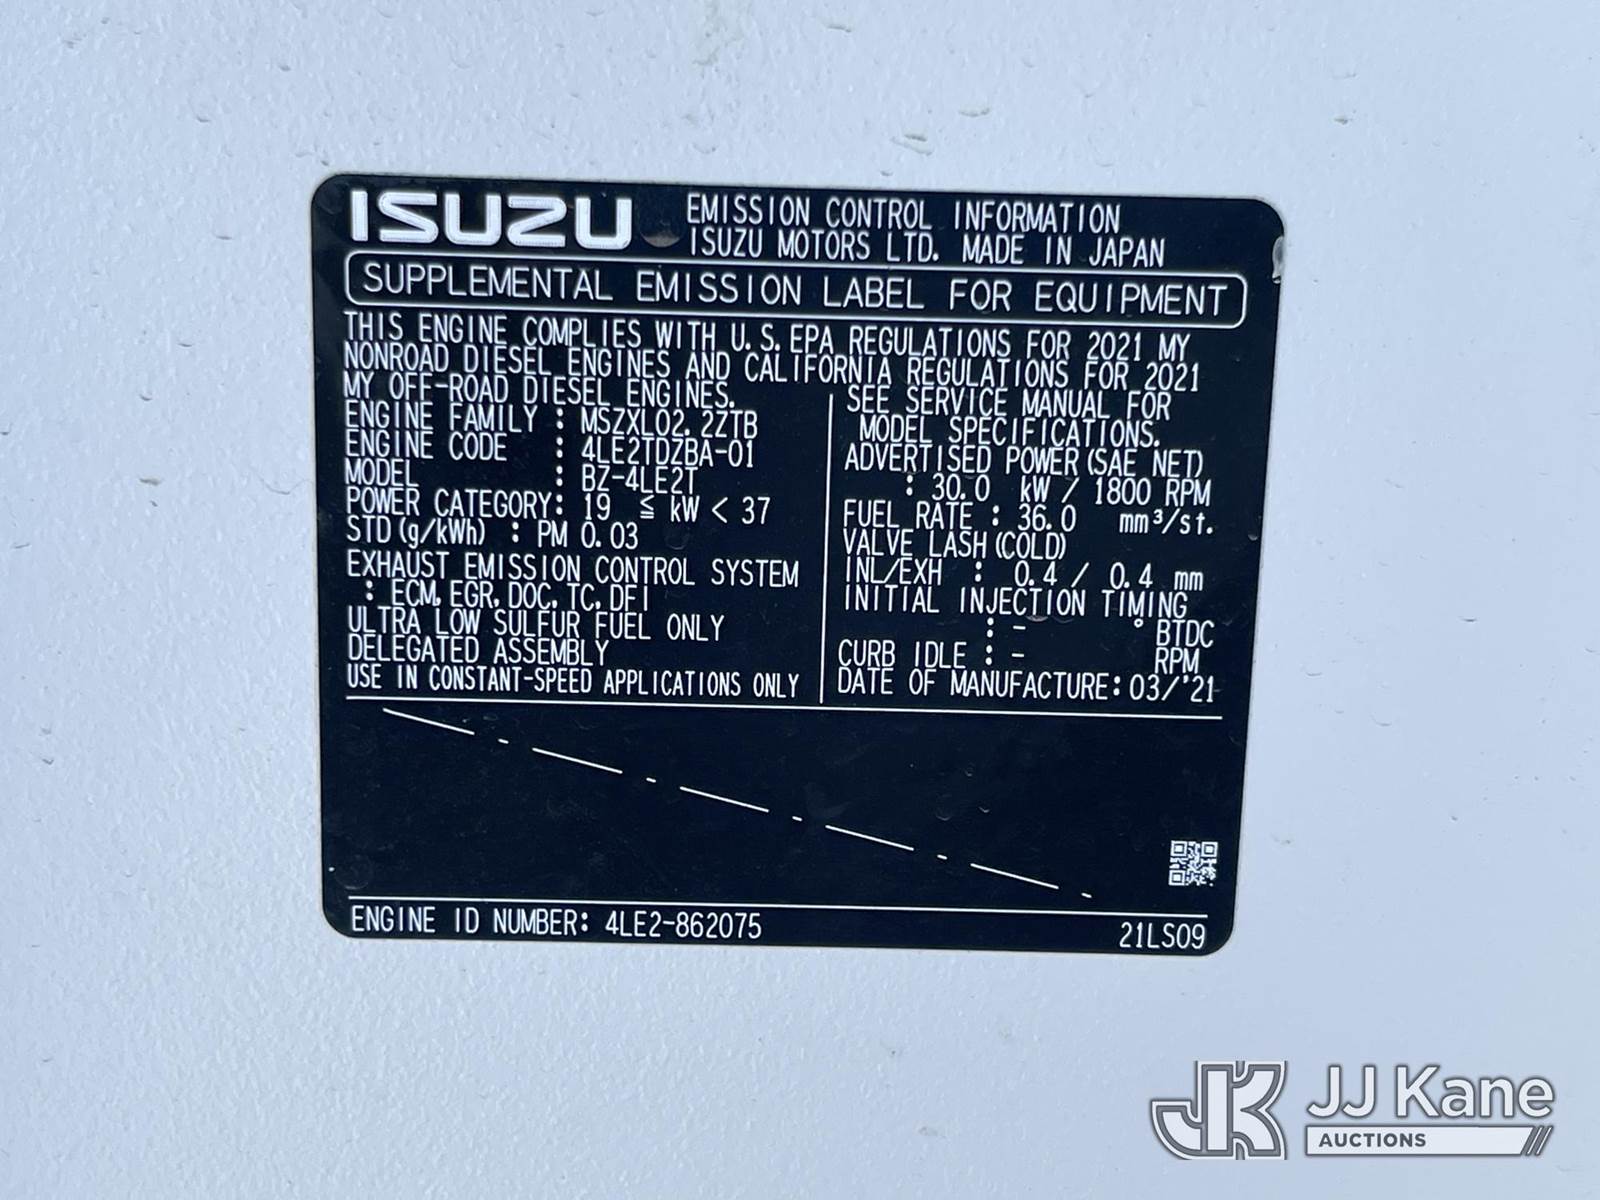 ISUZU
EMISSION CONTROL INFORMATION
ISUZU MOTORS LTD. MADE IN JAPAN
SUPPLEMENTAL EMISSION LABEL FOR EQUIPMENT
THIS ENGINE COMPLIES WITH U.S.EPA REGULATIONS FOR 2021 MY
NONROAD DIESEL ENGINES AND CALIFORNIA REGULATIONS FOR 2021
MY OFF-ROAD DIESEL ENGINES.
ENGINE FAMILY : MSZXL02.2ZTB
ENGINE CODE : 4LE2TDZBA-01
MODEL : BZ-4LE2T
POWER CATEGORY: 19 ≦ kW < 37
STD(g/kWh) : PM 0.03
EXHAUST EMISSION CONTROL SYSTEM
: ECM, EGR, DOC, TC, DFI
ULTRA LOW SULFUR FUEL ONLY
DELEGATED ASSEMBLY
USE IN CONSTANT-SPEED APPLICATIONS ONLY
SEE SERVICE MANUAL FOR
MODEL SPECIFICATIONS.
ADVERTISED POWER(SAE NET)
: 30.0 kW / 1800 RPM
FUEL RATE : 36.0 mm³/st.
VALVE LASH(COLD)
INL/EXH : 0.4 / 0.4 mm
INITIAL INJECTION TIMING
: - ° BTDC
CURB IDLE : - RPM
DATE OF MANUFACTURE: 03/'21
ENGINE ID NUMBER: 4LE2-862075
21LS09
JK JJ Kane
AUCTIONS